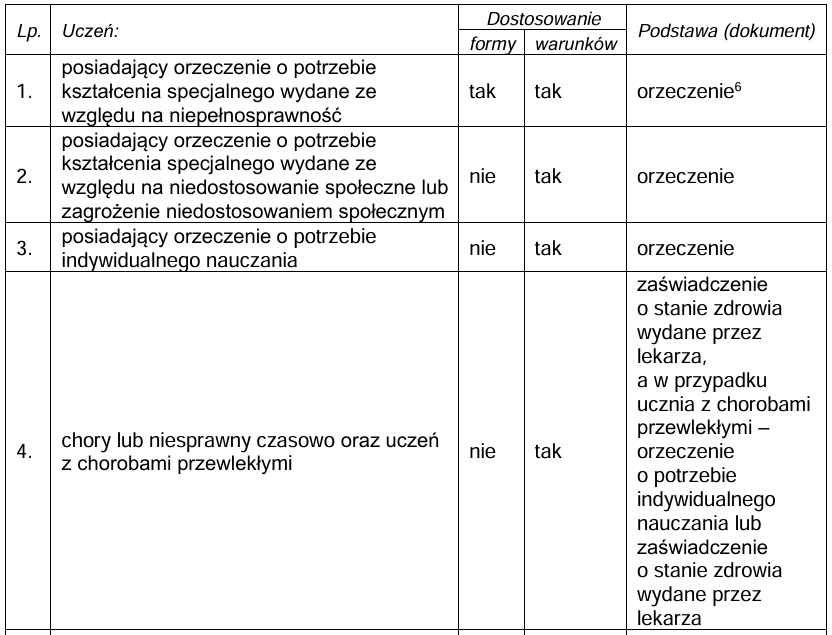 Lp.
Uczeń:
Dostosowanie
formy
warunków
Podstawa (dokument)
1.
posiadający orzeczenie o potrzebie
kształcenia specjalnego wydane ze
względu na niepełnosprawność
tak
tak
orzeczenie⁶
2.
posiadający orzeczenie o potrzebie
kształcenia specjalnego wydane ze
względu na niedostosowanie społeczne lub
zagrożenie niedostosowaniem społecznym
nie
tak
orzeczenie
3.
posiadający orzeczenie o potrzebie
indywidualnego nauczania
nie
tak
orzeczenie
4.
chory lub niesprawny czasowo oraz uczeń
z chorobami przewlekłymi
nie
tak
zaświadczenie
o stanie zdrowia
wydane przez
lekarza,
a w przypadku
ucznia z chorobami
przewlekłymi –
orzeczenie
o potrzebie
indywidualnego
nauczania lub
zaświadczenie
o stanie zdrowia
wydane przez
lekarza